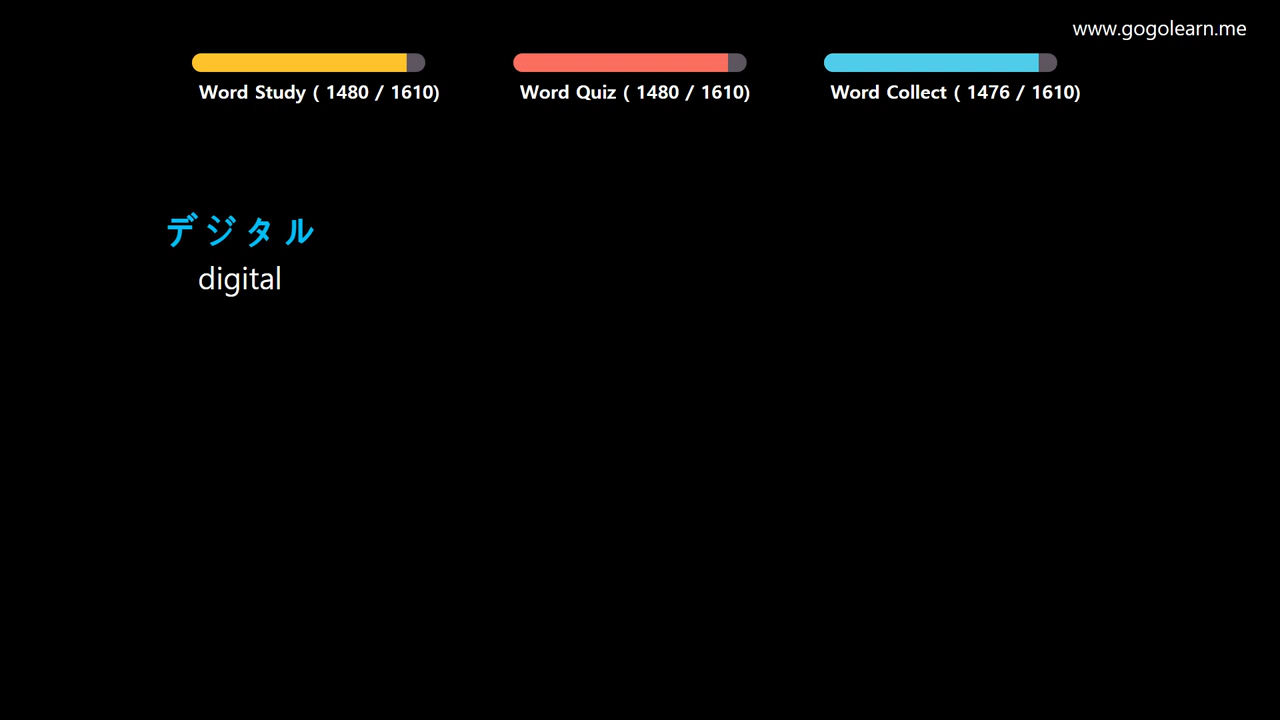 www.gogolearn.me
Word Study ( 1480 / 1610)
Word Quiz ( 1480 / 1610)
Word Collect ( 1476 / 1610)
デジタル
digital